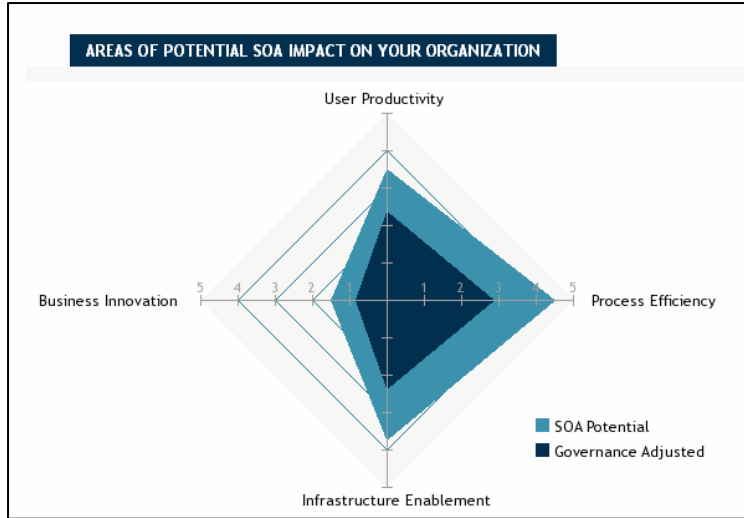 AREAS OF POTENTIAL SOA IMPACT ON YOUR ORGANIZATION
User Productivity
Business Innovation
5 4 3 2 1 1 2 3 4 5
Process Efficiency
SOA Potential
Governance Adjusted
Infrastructure Enablement